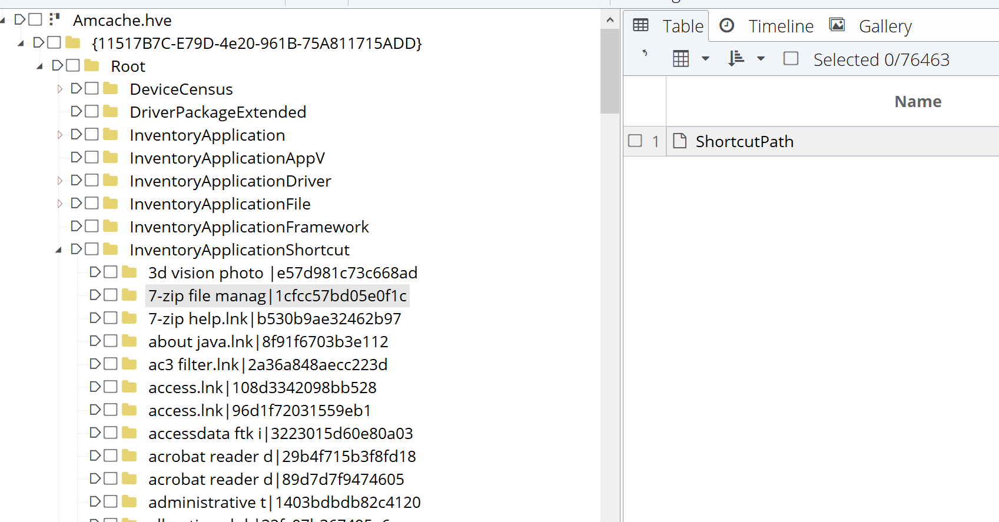 Amcache.hve
{11517B7C-E79D-4e20-961B-75A811715ADD}
Root
DeviceCensus
DriverPackageExtended
InventoryApplication
InventoryApplicationAppV
InventoryApplicationDriver
InventoryApplicationFile
InventoryApplicationFramework
InventoryApplicationShortcut
3d vision photo |e57d981c73c668ad
7-zip file manag|1cfcc57bd05e0f1c
7-zip help.lnk|b530b9ae32462b97
about java.lnk|8f91f6703b3e112
ac3 filter.lnk|2a36a848aecc223d
access.lnk|108d3342098bb528
access.lnk|96d1f72031559eb1
accessdata ftk i|3223015d60e80a03
acrobat reader d|29b4f715b3f8fd18
acrobat reader d|89d7d7f9474605
administrative t|1403bdbdb82c4120
Table Timeline Gallery
Selected 0/76463
Name
1 ShortcutPath